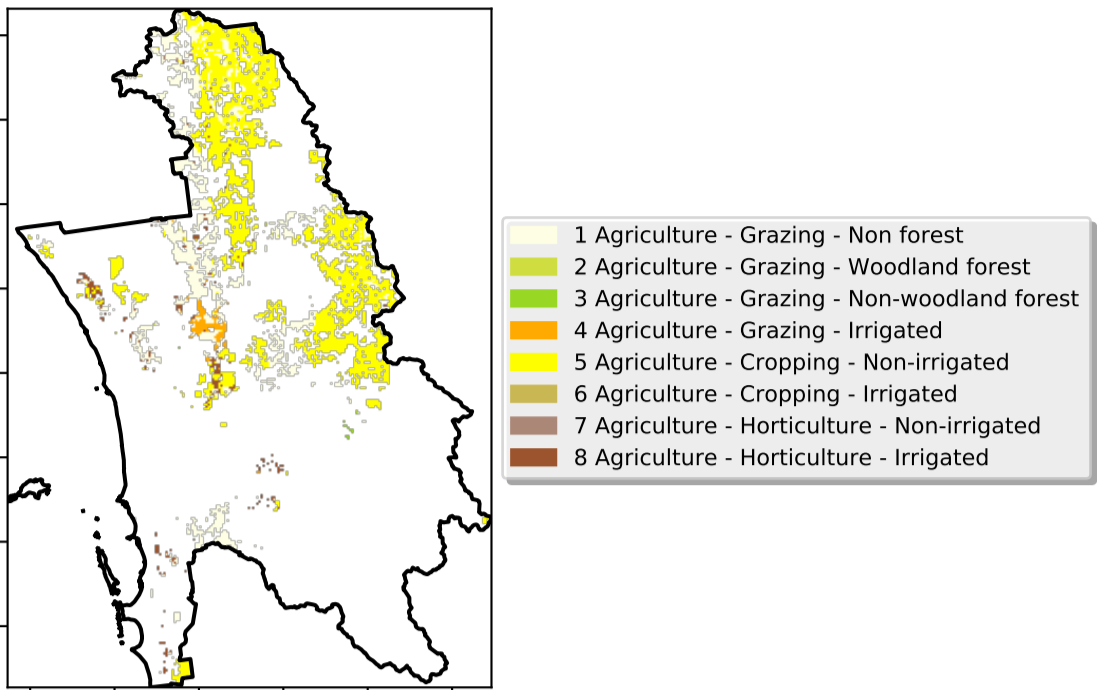 1 Agriculture - Grazing - Non forest
2 Agriculture - Grazing - Woodland forest
3 Agriculture - Grazing - Non-woodland forest
4 Agriculture - Grazing - Irrigated
5 Agriculture - Cropping - Non-irrigated
6 Agriculture - Cropping - Irrigated
7 Agriculture - Horticulture - Non-irrigated
8 Agriculture - Horticulture - Irrigated